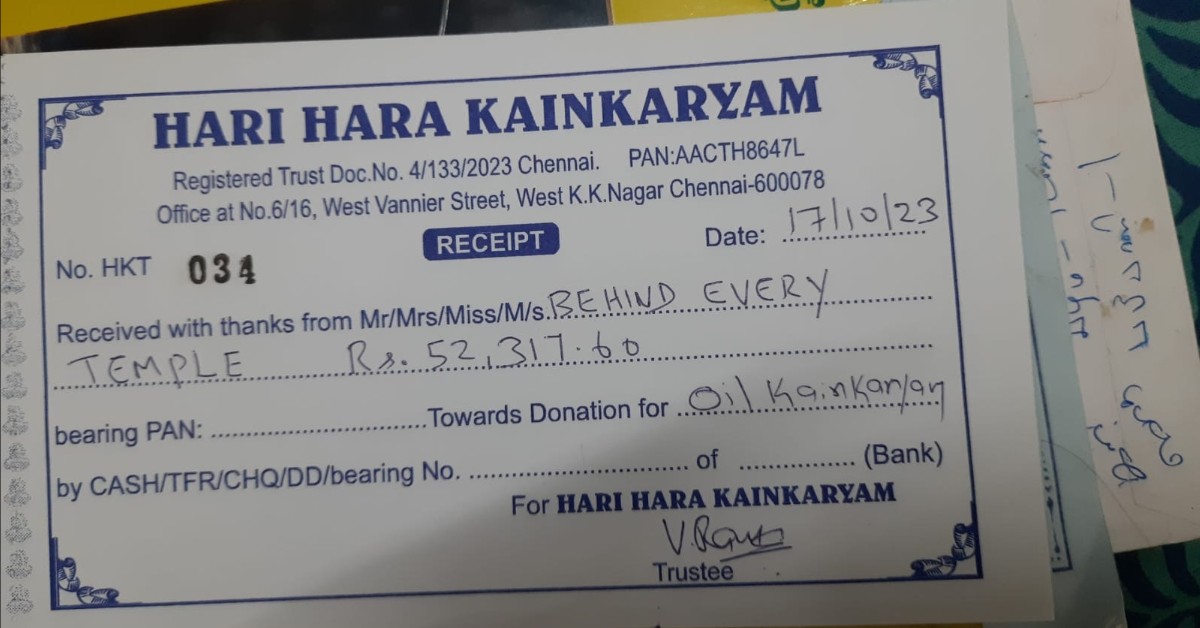 HARI HARA KAINKARYAM
Registered Trust Doc.No. 4/133/2023 Chennai. PAN:AACTH8647L
Office at No.6/16, West Vannier Street, West K.K.Nagar Chennai-600078
RECEIPT
No. HKT 034 Date: 17/10/23
Received with thanks from Mr/Mrs/Miss/M/s. BEHIND EVERY
TEMPLE Rs. 52,317.60
bearing PAN: ........................ Towards Donation for Oil Kainkaryam
by CASH/TFR/CHQ/DD/bearing No. ........................ of ................ (Bank)
For HARI HARA KAINKARYAM
V.Ram
Trustee